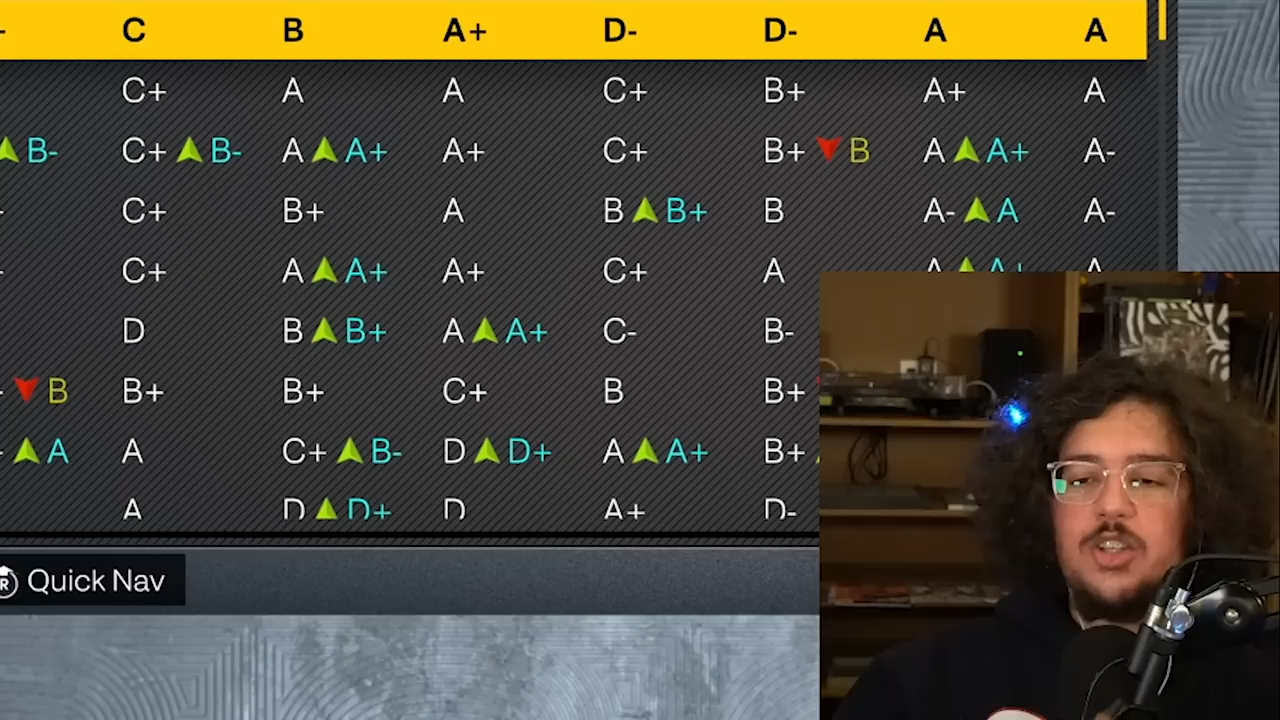 C B A+ D- D- A A
C+ A A C+ B+ A+ A
B- C+ B- A A+ A+ C+ B+ B A A+ A-
C+ B+ A B B+ B A- A A-
C+ A A+ A+ C+ A A A+ A
D B B+ A A+ C- B-
B B+ B+ C+ B B+
A A C+ B- D D+ A A+ B+
A D D+ D A+ D-
R Quick Nav